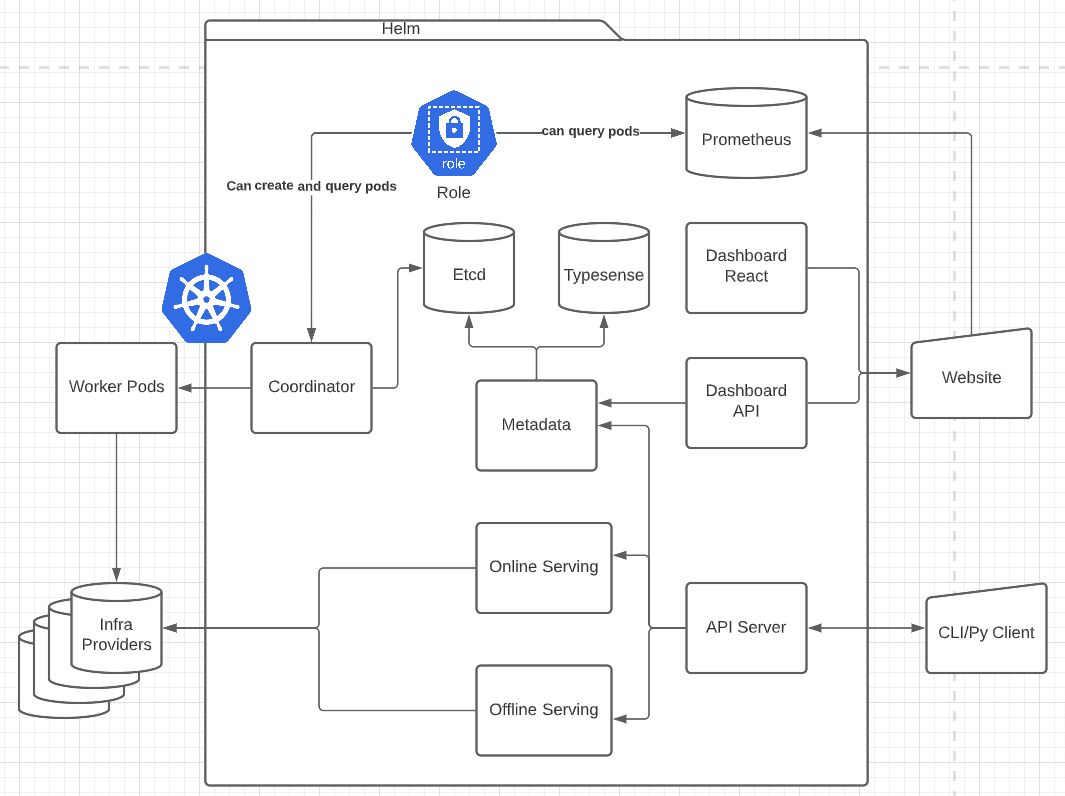 Helm
role
Role
can query pods
Can create and query pods
Prometheus
Etcd
Typesense
Dashboard
React
Worker Pods
Coordinator
Metadata
Dashboard
API
Website
Online Serving
Infra
Providers
API Server
CLI/Py Client
Offline Serving